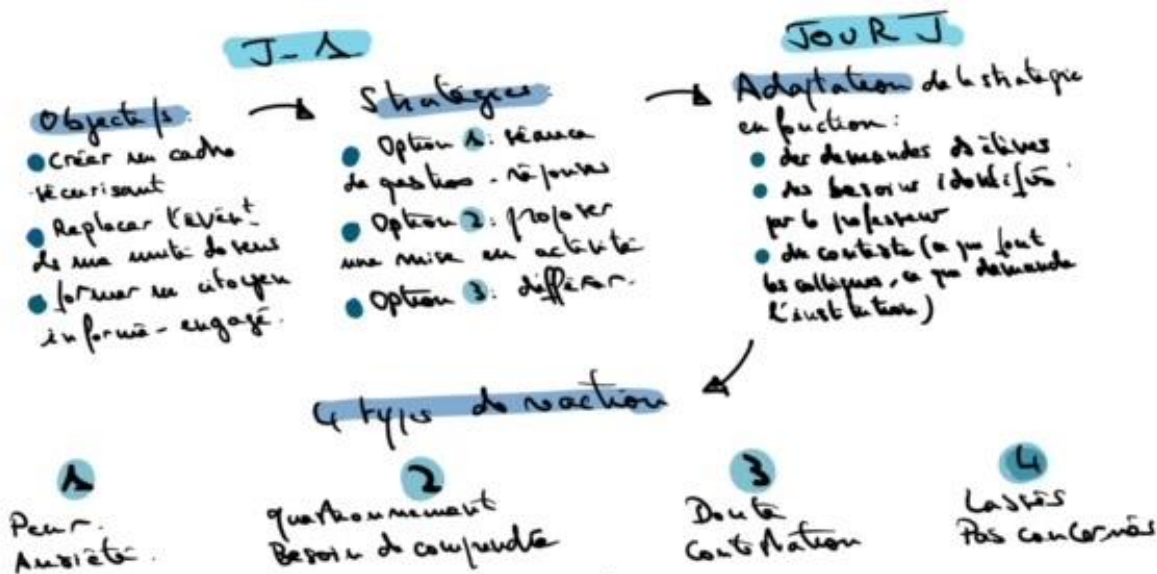 J-1
Objectifs:
● Créer un cadre
sécurisant
● Replacer l'évènt
ds une unité de sens
● former un citoyen
informé - engagé.
Stratégies
● Option 1: séance
de questions - réponses
● Option 2: proposer
une mise en activité
● Option 3: différer.
JOUR J
Adaptation de la stratégie
en fonction:
● des demandes ds élèves
● des besoins identifiés
par le professeur
● du contexte (ce que font
les collègues, ce que demande
l'institution)
4 types de réaction
1
Peur.
Anxiété.
2
questionnement
Besoin de comprendre
3
Doute
Contestation
4
Lassés
Pas concernés